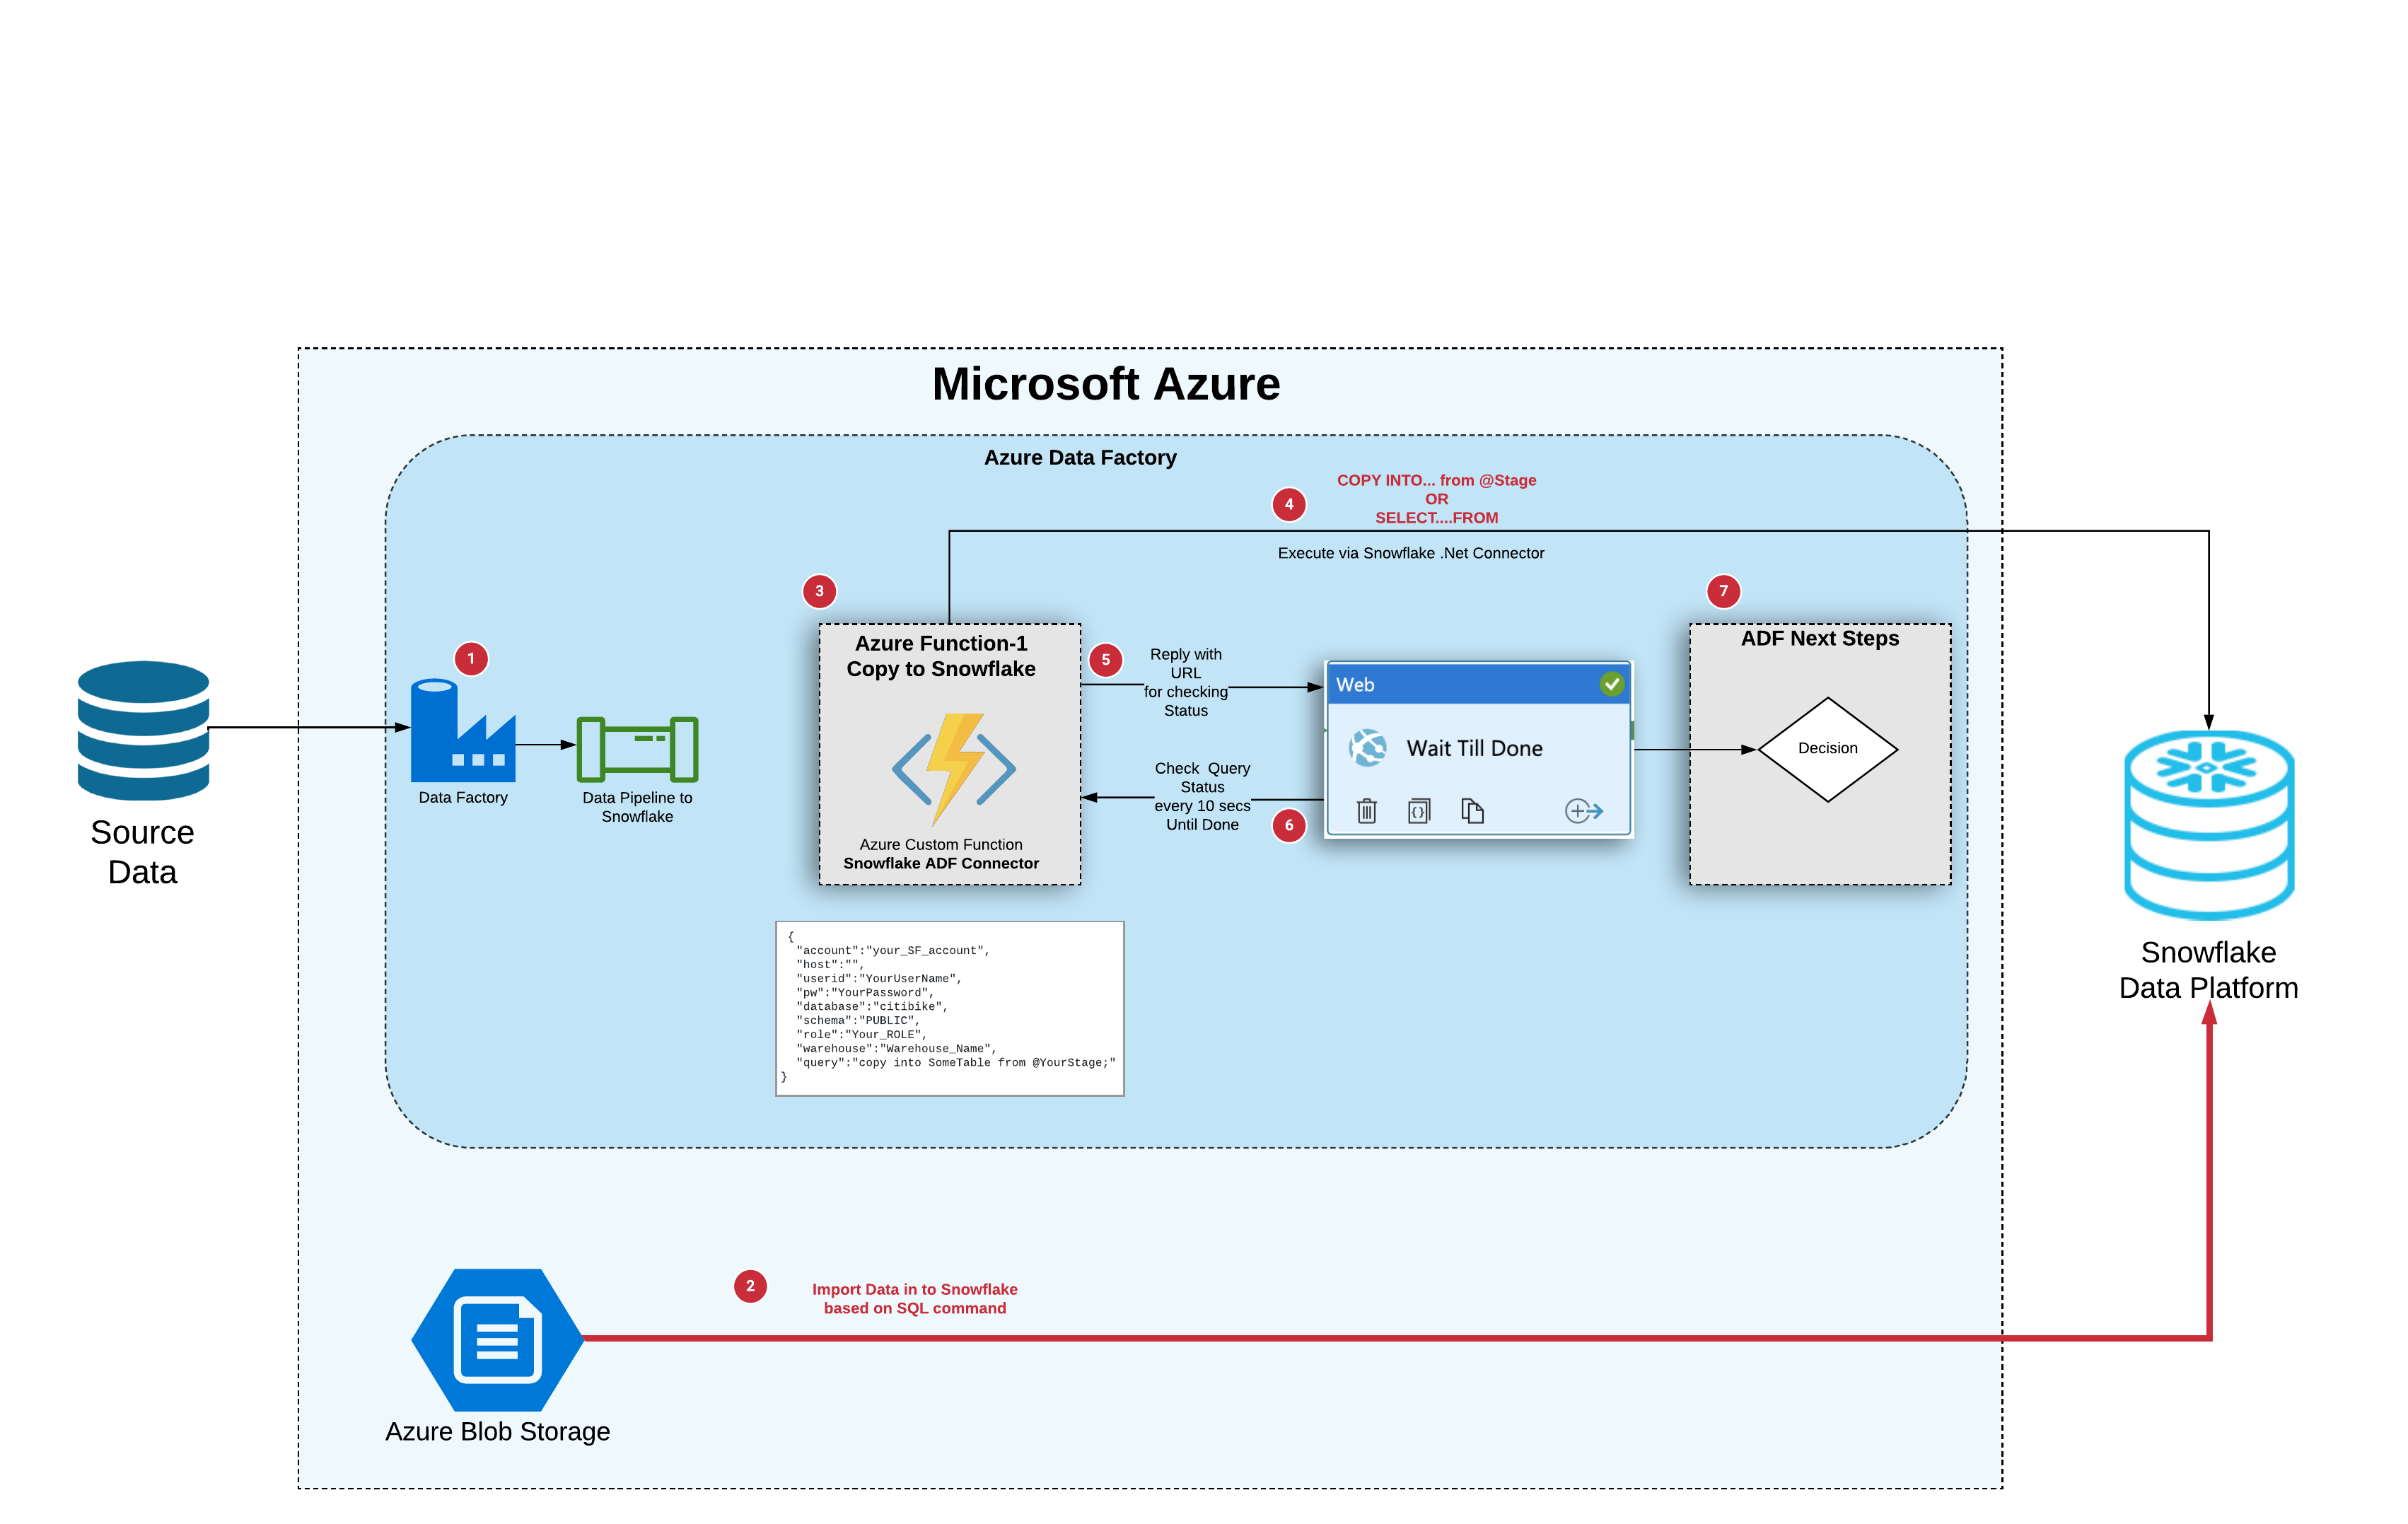 Microsoft Azure
Azure Data Factory
4
COPY INTO... from @Stage
OR
SELECT....FROM
Execute via Snowflake .Net Connector
3
7
1
Azure Function-1
Copy to Snowflake
Azure Custom Function
Snowflake ADF Connector
5
Reply with
URL
for checking
Status
Check  Query
Status
every 10 secs
Until Done
6
Web
Wait Till Done
ADF Next Steps
Decision
Source
Data
Data Factory
Data Pipeline to
Snowflake
{
"account":"your_SF_account",
"host":"",
"userid":"YourUserName",
"pw":"YourPassword",
"database":"citibike",
"schema":"PUBLIC",
"role":"Your_ROLE",
"warehouse":"Warehouse_Name",
"query":"copy into SomeTable from @YourStage;"
}
Snowflake
Data Platform
2
Import Data in to Snowflake
based on SQL command
Azure Blob Storage